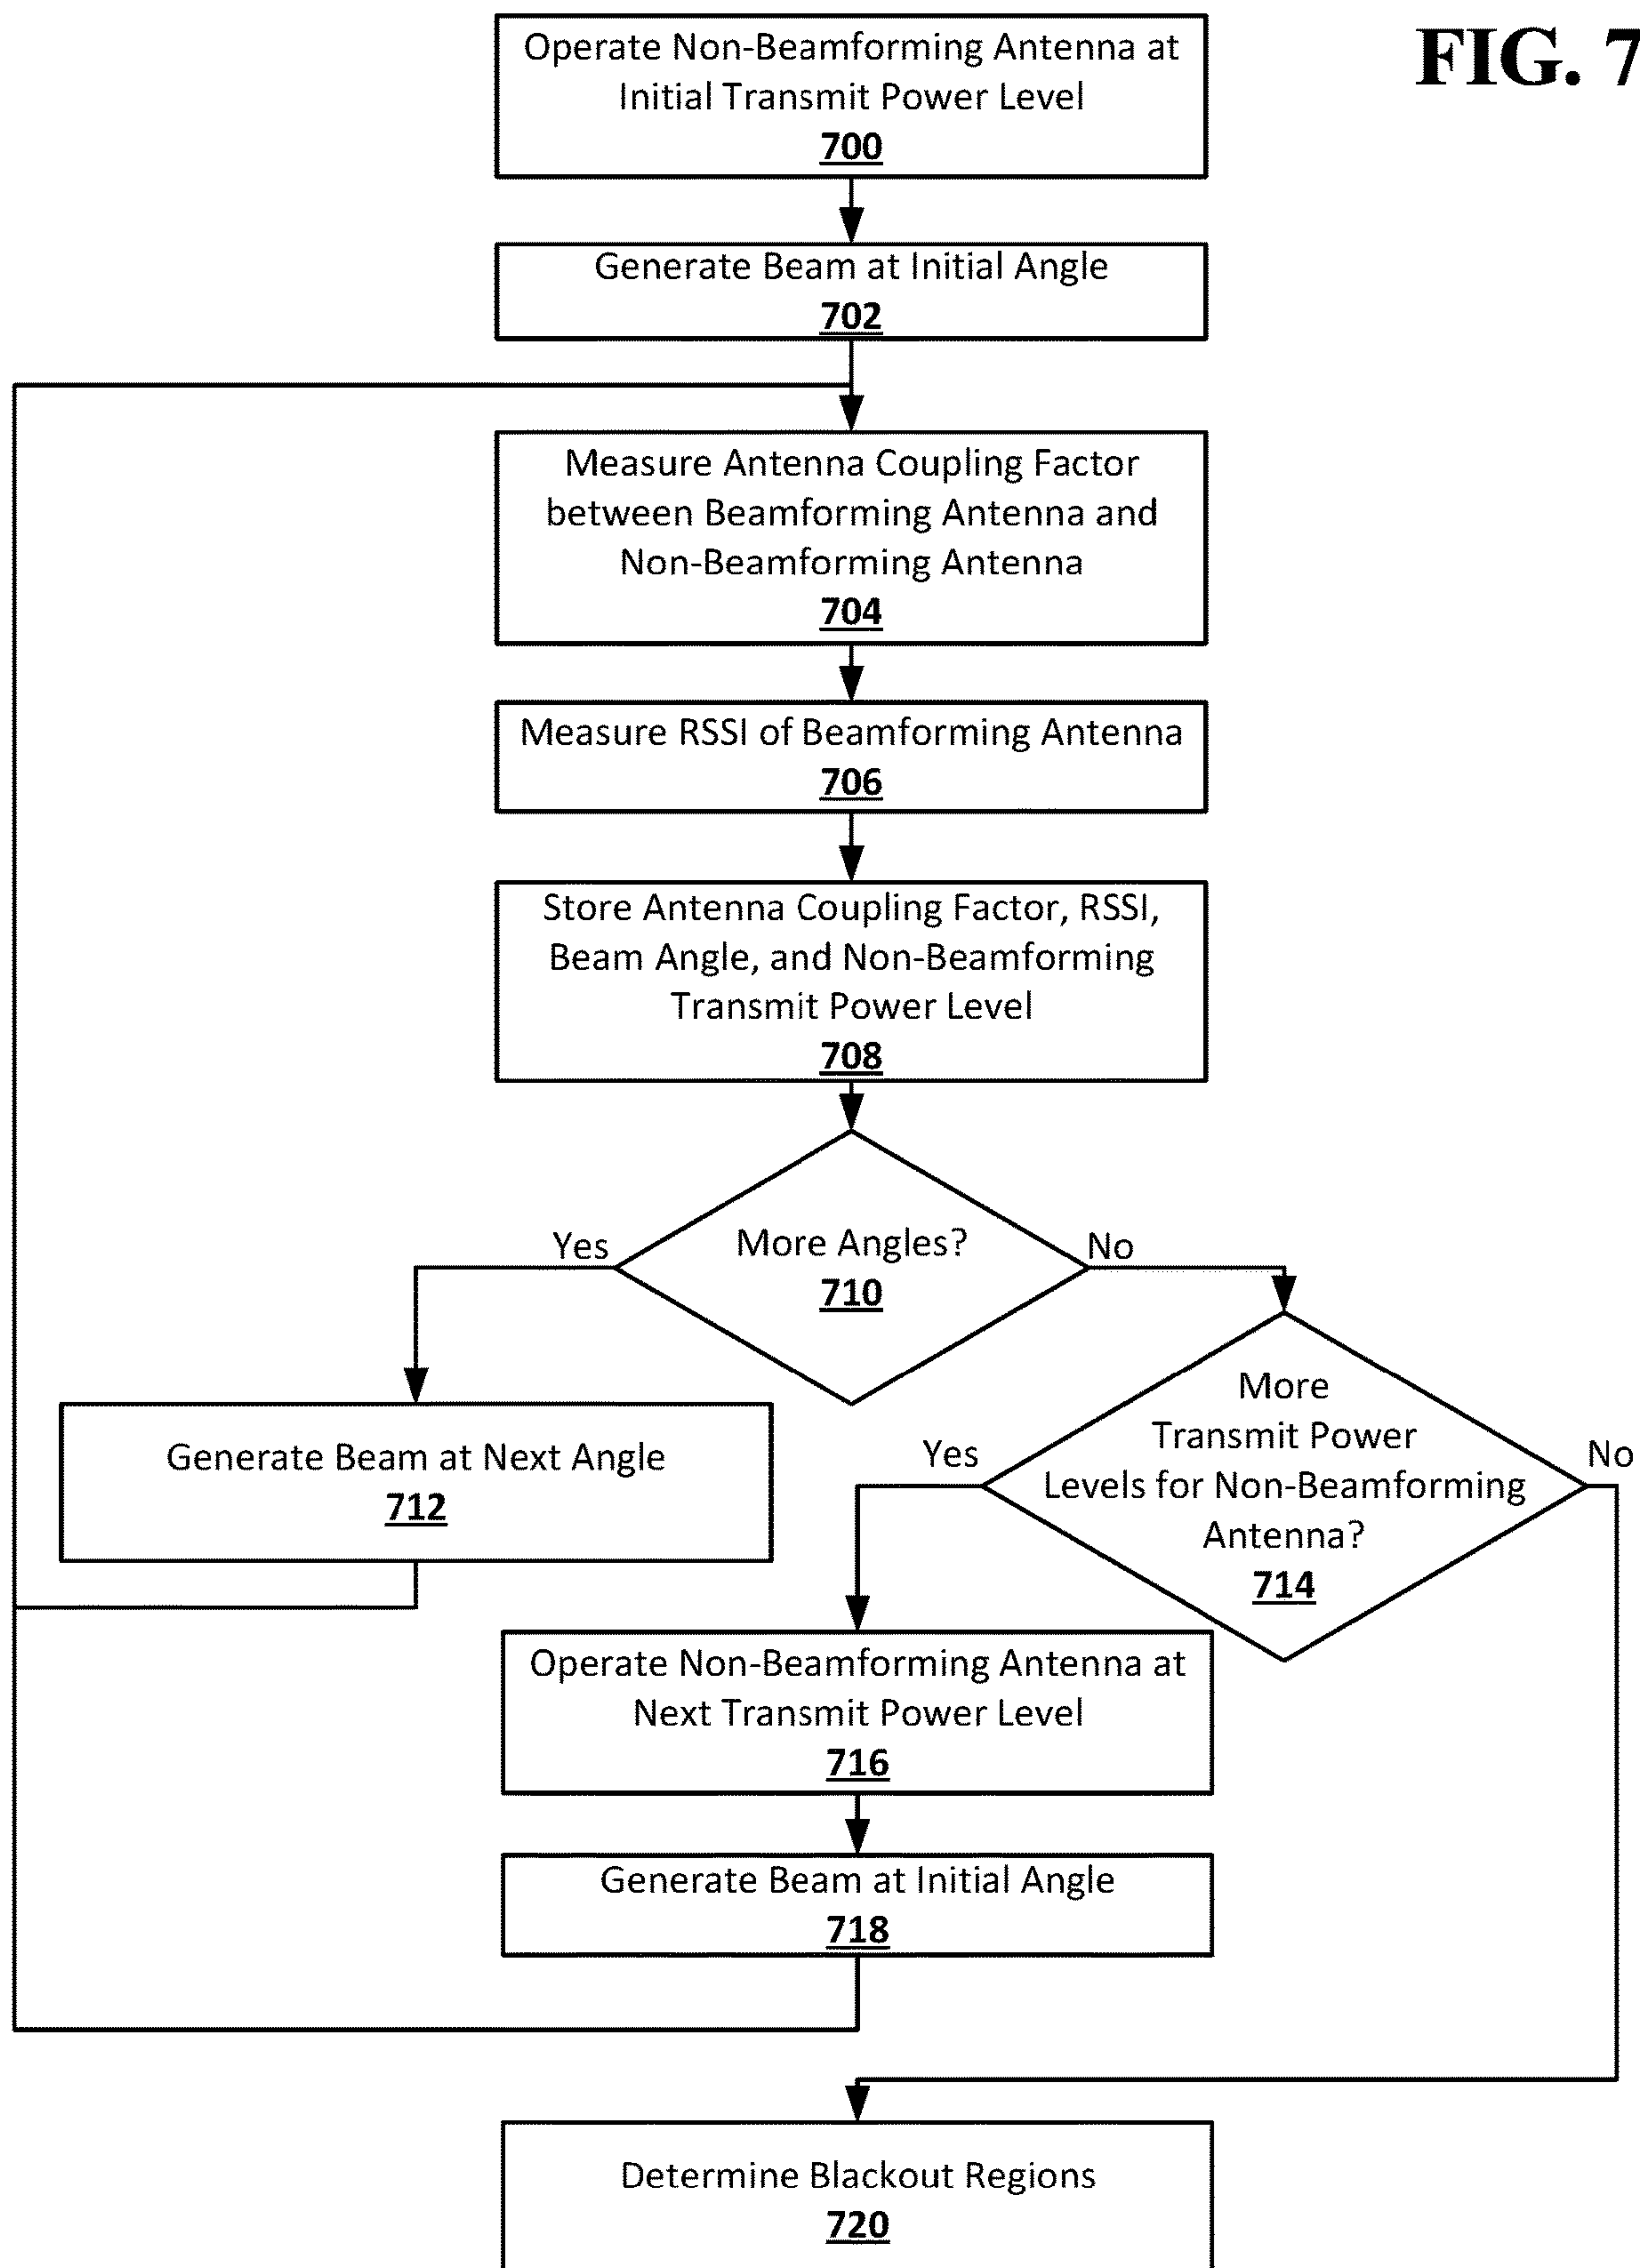 FIG. 7
Operate Non-Beamforming Antenna at
Initial Transmit Power Level
700
Generate Beam at Initial Angle
702
Measure Antenna Coupling Factor
between Beamforming Antenna and
Non-Beamforming Antenna
704
Measure RSSI of Beamforming Antenna
706
Store Antenna Coupling Factor, RSSI,
Beam Angle, and Non-Beamforming
Transmit Power Level
708
Yes
More Angles?
710
No
Generate Beam at Next Angle
712
Yes
More
Transmit Power
Levels for Non-Beamforming
Antenna?
714
No
Operate Non-Beamforming Antenna at
Next Transmit Power Level
716
Generate Beam at Initial Angle
718
Determine Blackout Regions
720